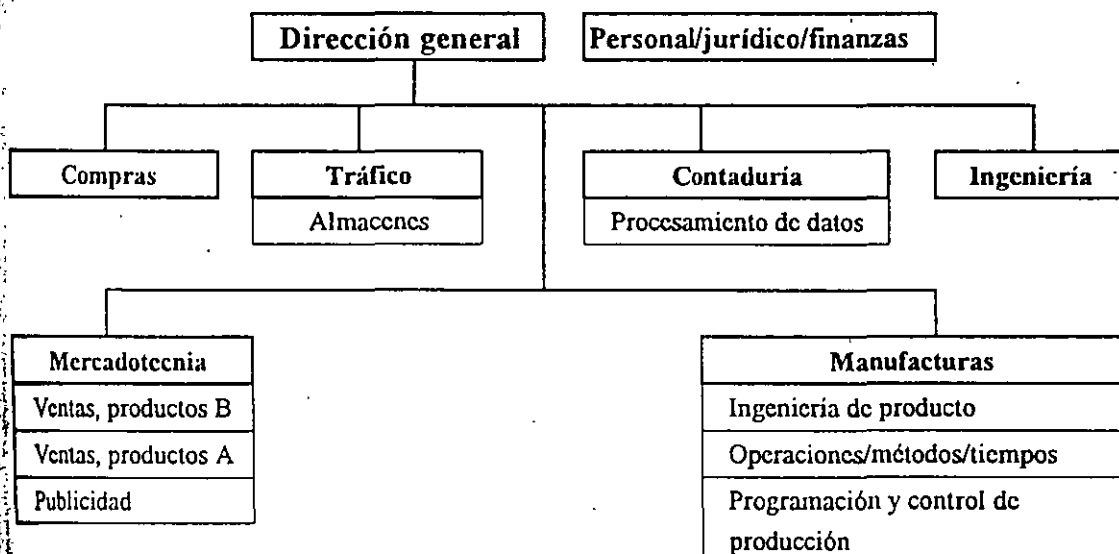 Dirección general
Personal/jurídico/finanzas
Compras
Tráfico
Almacenes
Contaduría
Procesamiento de datos
Ingeniería
Mercadotecnia
Ventas, productos B
Ventas, productos A
Publicidad
Manufacturas
Ingeniería de producto
Operaciones/métodos/tiempos
Programación y control de
producción